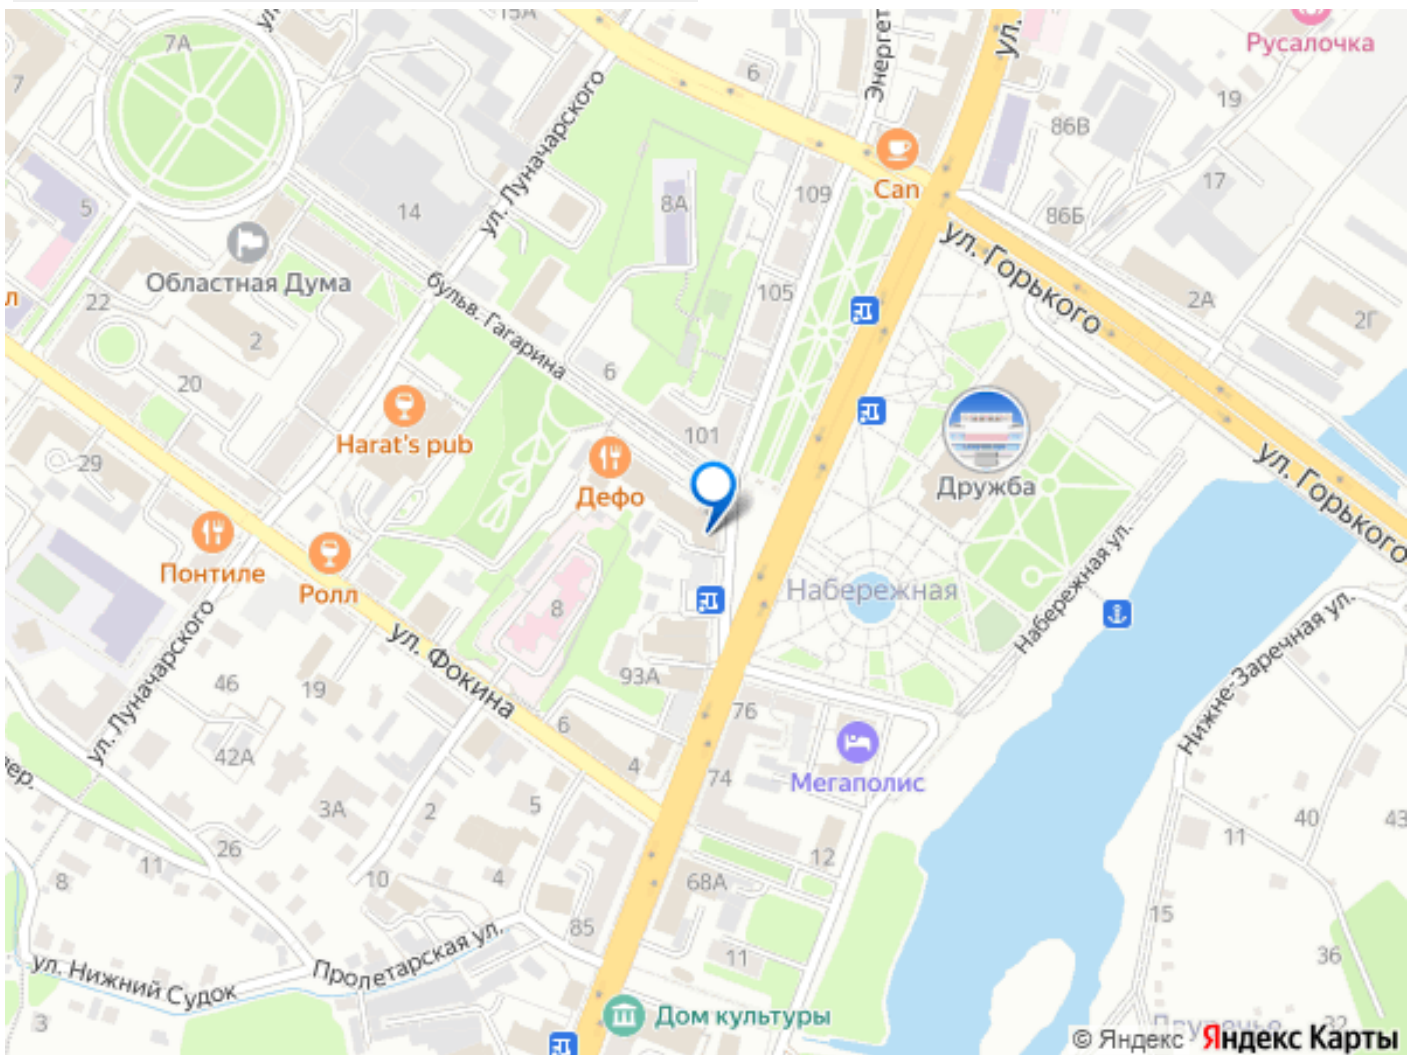 15А
ул.
7А
7
6
Энергет
ул.
Русалочка
19
86В
ул. Луначарского
Can
17
109
8А
86Б
5
14
ул. Горького
Областная Дума
бульв. Гагарина
105
2А
2Г
л
22
2
20
6
Harat's pub
101
Дружба
ул. Горького
29
Дефо
Понтиле
Ролл
8
Набережная
Набережная ул.
Нижне-Заречная ул.
ул. Луначарского
ул. Фокина
93А
46
19
6
76
42А
4
74
Мегаполис
пер.
3А
2
5
40
43
11
26
11
12
8
10
4
68А
15
85
ул. Нижний Судок
Пролетарская ул.
11
36
3
Дом культуры
32
© Яндекс Яндекс Карты